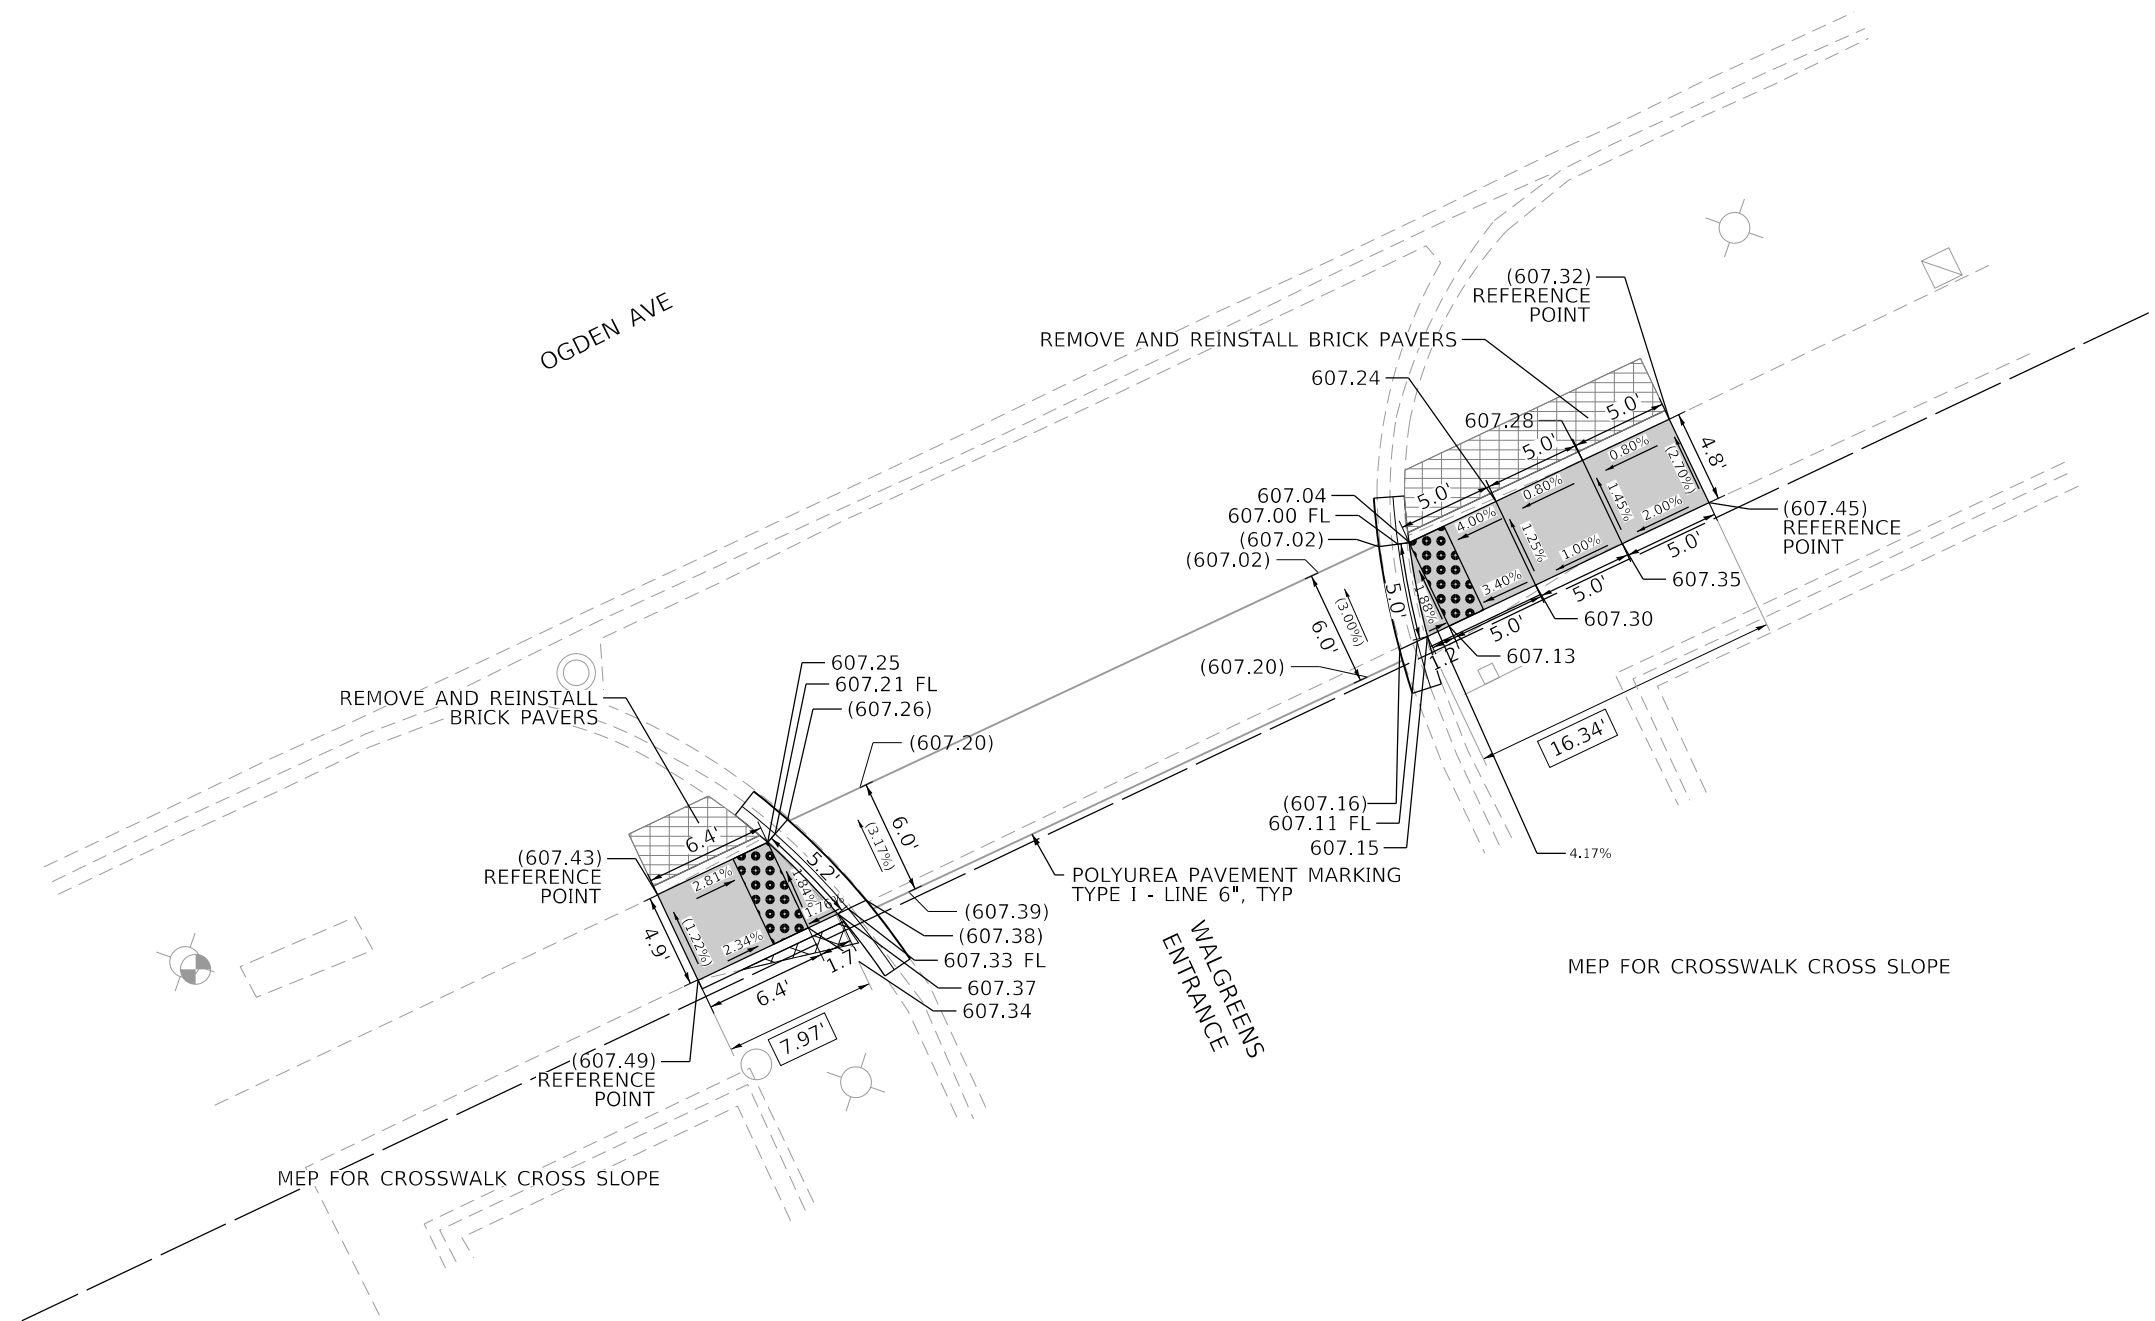 OGDEN AVE
(607.32)
REFERENCE
POINT
REMOVE AND REINSTALL BRICK PAVERS
607.24
607.28
5.0'
5.0'
5.0'
4.8'
0.80%
(2.70%)
0.80%
1.45%
2.00%
4.00%
1.25%
1.00%
3.40%
1.88%
607.04
607.00 FL
(607.02)
(607.02)
(607.45)
REFERENCE
POINT
5.0'
5.0'
5.0'
5.0'
1.2'
607.35
607.30
607.13
(3.00%)
6.0'
(607.20)
16.34'
(607.16)
607.11 FL
607.15
4.17%
607.25
607.21 FL
(607.26)
(607.20)
REMOVE AND REINSTALL
BRICK PAVERS
6.4'
5.2'
(3.17%)
6.0'
(607.43)
REFERENCE
POINT
2.81%
1.84%
1.76%
(1.22%)
2.34%
4.9'
1.7'
6.4'
7.97'
POLYUREA PAVEMENT MARKING
TYPE I - LINE 6", TYP
(607.39)
(607.38)
607.33 FL
607.37
607.34
WALGREENS
ENTRANCE
MEP FOR CROSSWALK CROSS SLOPE
(607.49)
REFERENCE
POINT
MEP FOR CROSSWALK CROSS SLOPE